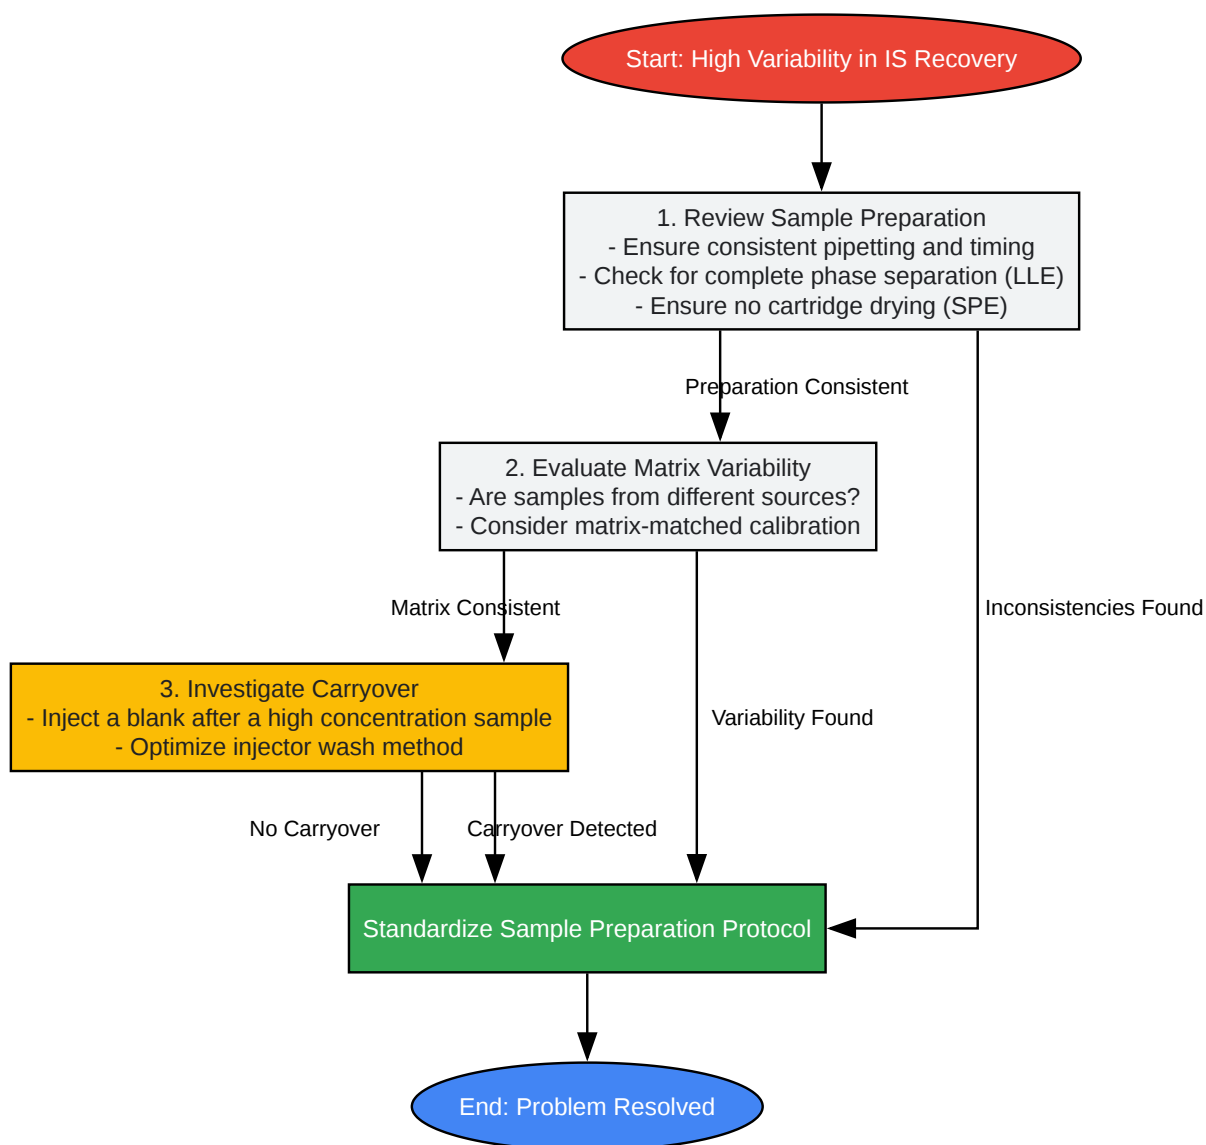 Start: High Variability in IS Recovery
1. Review Sample Preparation
- Ensure consistent pipetting and timing
- Check for complete phase separation (LLE)
- Ensure no cartridge drying (SPE)
Preparation Consistent
2. Evaluate Matrix Variability
- Are samples from different sources?
- Consider matrix-matched calibration
Matrix Consistent
Inconsistencies Found
3. Investigate Carryover
- Inject a blank after a high concentration sample
- Optimize injector wash method
Variability Found
No Carryover
Carryover Detected
Standardize Sample Preparation Protocol
End: Problem Resolved